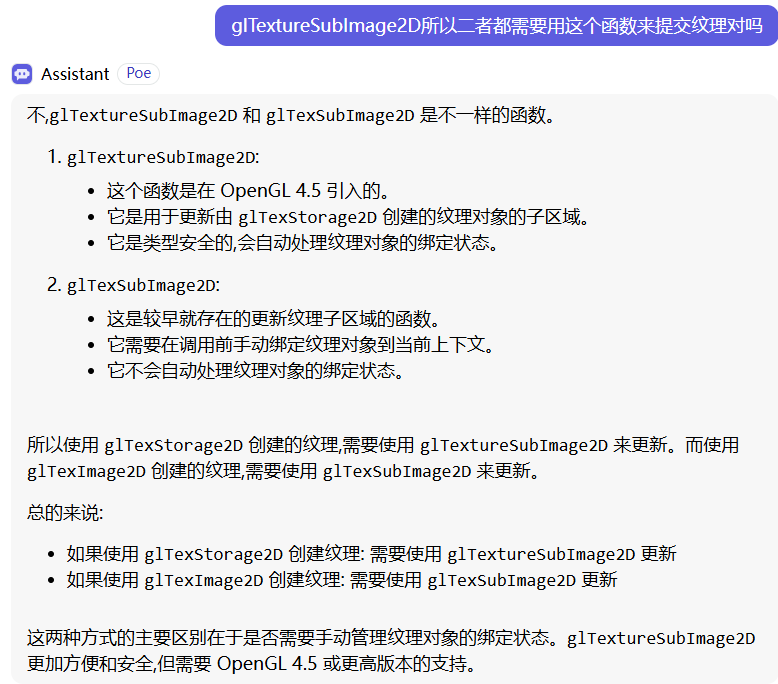 glTextureSubImage2D所以二者都需要用这个函数来提交纹理对吗
Assistant Poe
不,glTextureSubImage2D 和 glTexSubImage2D 是不一样的函数。
1. glTextureSubImage2D:
• 这个函数是在 OpenGL 4.5 引入的。
• 它是用于更新由 glTexStorage2D 创建的纹理对象的子区域。
• 它是类型安全的,会自动处理纹理对象的绑定状态。
2. glTexSubImage2D:
• 这是较早就存在的更新纹理子区域的函数。
• 它需要在调用前手动绑定纹理对象到当前上下文。
• 它不会自动处理纹理对象的绑定状态。
所以使用 glTexStorage2D 创建的纹理,需要使用 glTextureSubImage2D 来更新。而使用
glTexImage2D 创建的纹理,需要使用 glTexSubImage2D 来更新。
总的来说:
• 如果使用 glTexStorage2D 创建纹理: 需要使用 glTextureSubImage2D 更新
• 如果使用 glTexImage2D 创建纹理: 需要使用 glTexSubImage2D 更新
这两种方式的主要区别在于是否需要手动管理纹理对象的绑定状态。glTextureSubImage2D
更加方便和安全,但需要 OpenGL 4.5 或更高版本的支持。